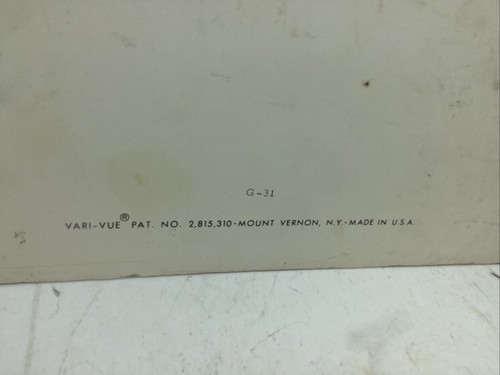 G-31
VARI-VUE® PAT. NO. 2,815,310·MOUNT VERNON, N.Y.·MADE IN U.S.A.